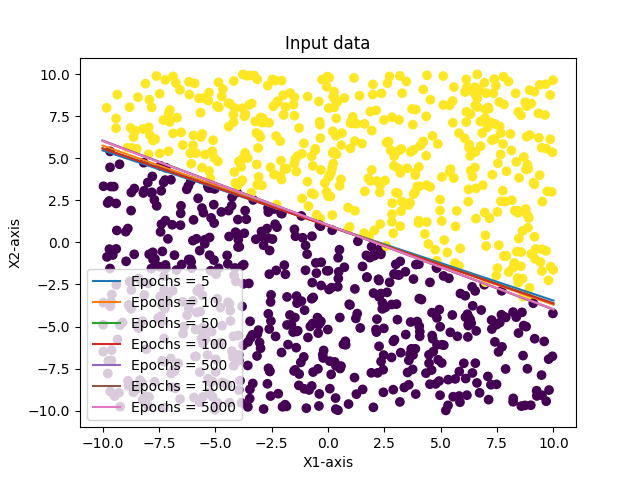 Input data
X2-axis
10.0
7.5
5.0
2.5
0.0
−2.5
−5.0
−7.5
−10.0
Epochs = 5
Epochs = 10
Epochs = 50
Epochs = 100
Epochs = 500
Epochs = 1000
Epochs = 5000
−10.0 −7.5 −5.0 −2.5 0.0 2.5 5.0 7.5 10.0
X1-axis